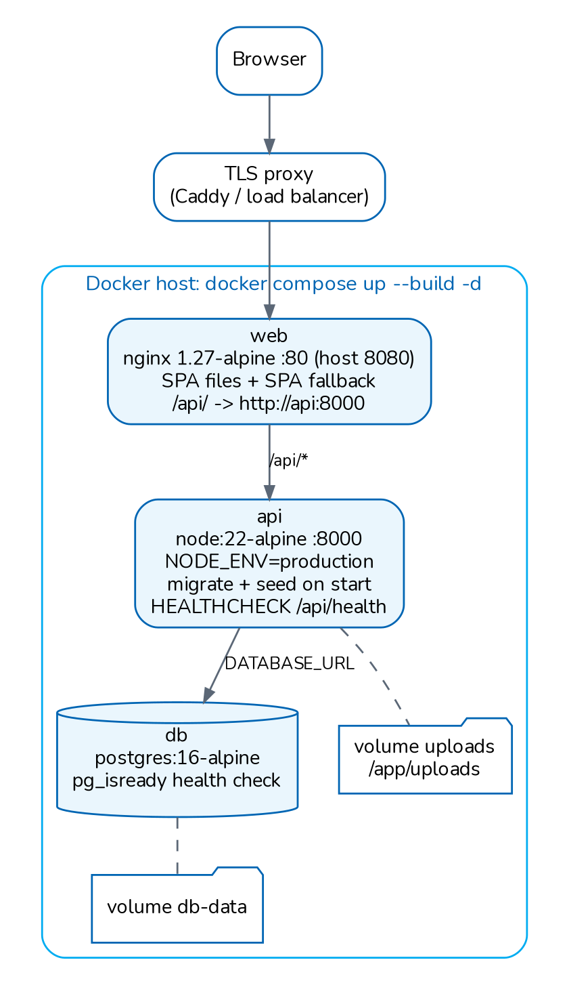 Browser
TLS proxy
(Caddy / load balancer)
Docker host: docker compose up --build -d
web
nginx 1.27-alpine :80 (host 8080)
SPA files + SPA fallback
/api/ -> http://api:8000
/api/*
api
node:22-alpine :8000
NODE_ENV=production
migrate + seed on start
HEALTHCHECK /api/health
DATABASE_URL
db
postgres:16-alpine
pg_isready health check
volume uploads
/app/uploads
volume db-data